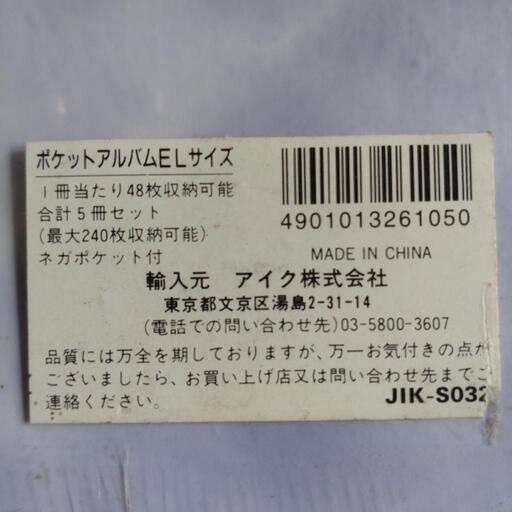 ポケットアルバムELサイズ
1冊当たり48枚収納可能
合計5冊セット
(最大240枚収納可能)
ネガポケット付
4901013261050
MADE IN CHINA
輸入元 アイク株式会社
東京都文京区湯島2-31-14
(電話での問い合わせ先)03-5800-3607
品質には万全を期しておりますが、万一お気付きの点が
ございましたら、お買い上げ店又は問い合わせ先までご
連絡ください。
JIK-S032